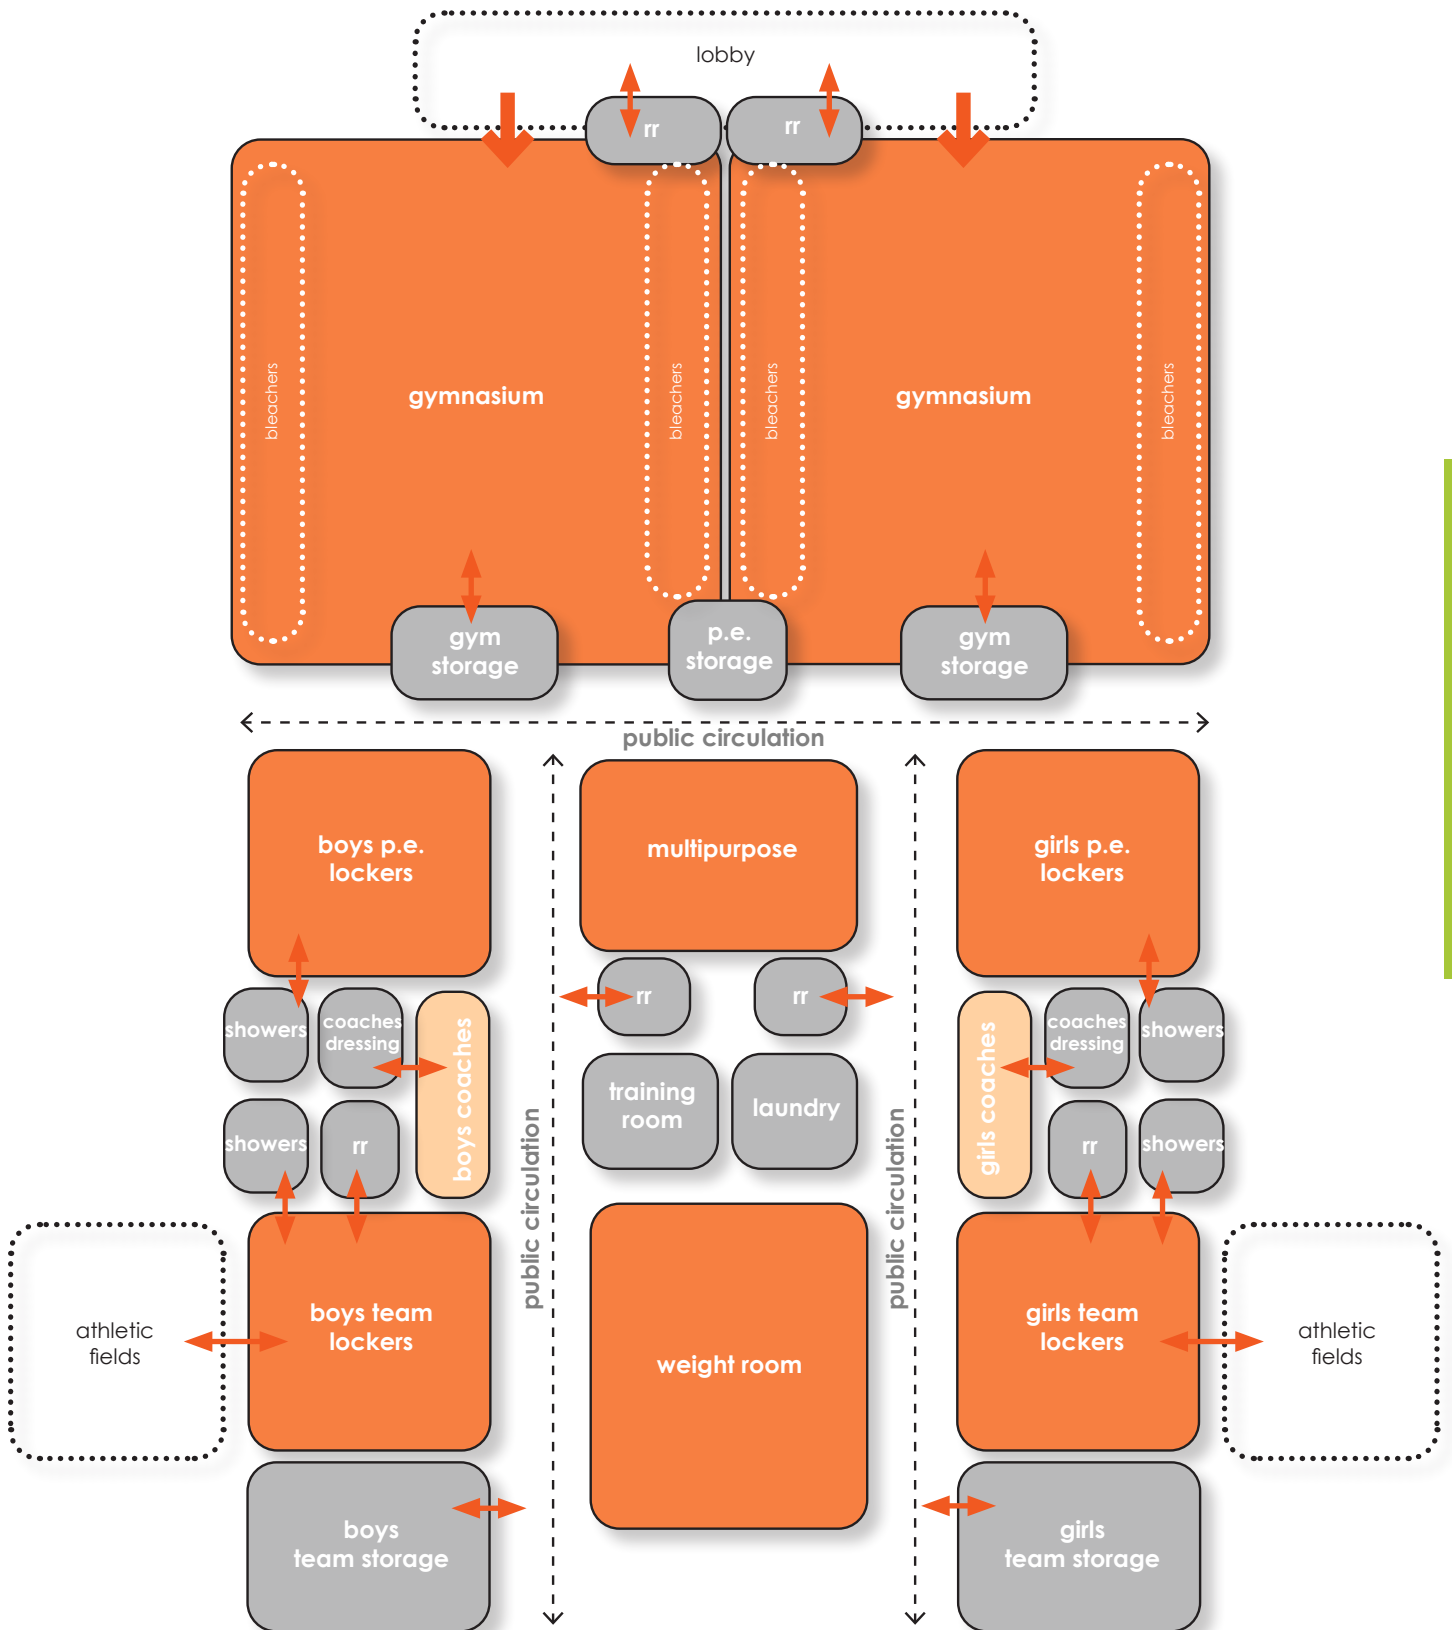 lobby
rr
rr
bleachers
gymnasium
bleachers
bleachers
gymnasium
bleachers
gym
storage
p.e.
storage
gym
storage
public circulation
boys p.e.
lockers
multipurpose
girls p.e.
lockers
showers
coaches
dressing
boys coaches
rr
rr
girls coaches
coaches
dressing
showers
showers
rr
public circulation
training
room
laundry
public circulation
rr
showers
athletic
fields
boys team
lockers
weight room
girls team
lockers
athletic
fields
boys
team storage
girls
team storage